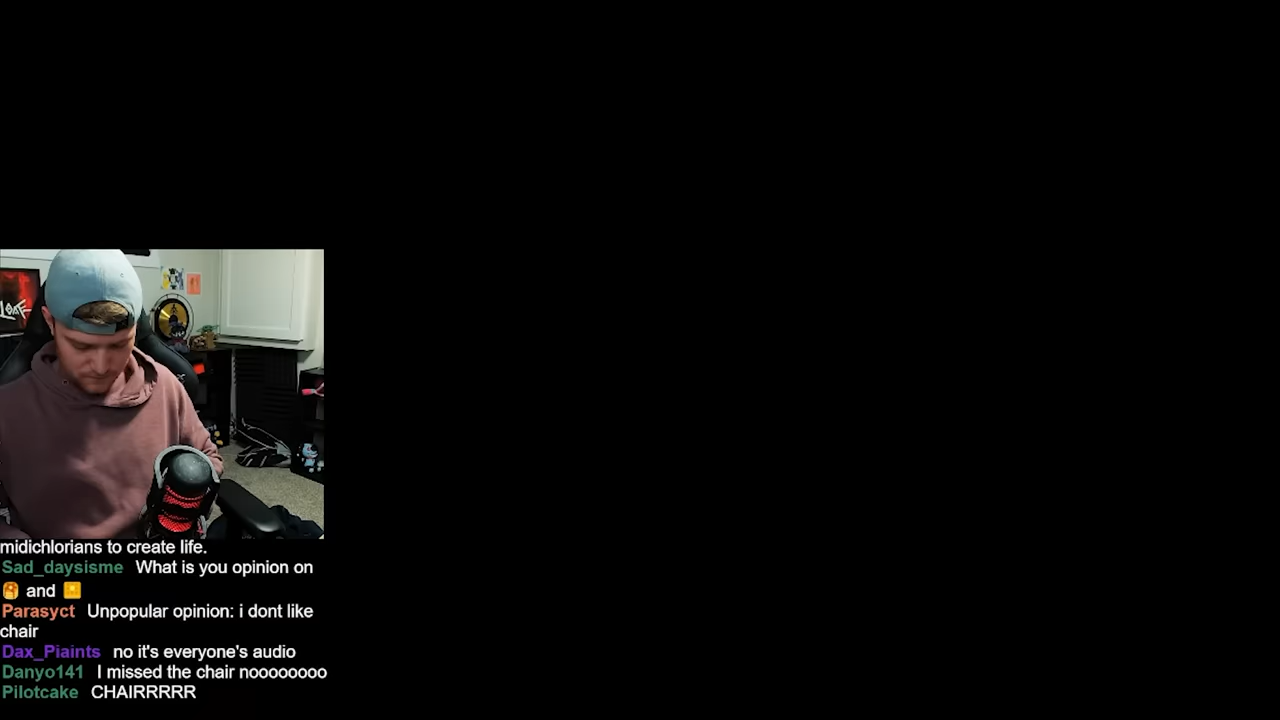 LOAF
midichlorians to create life.
Sad_daysisme What is you opinion on
and
Parasyct Unpopular opinion: i dont like
chair
Dax_Piaints no it's everyone's audio
Danyo141 I missed the chair noooooooo
Pilotcake CHAIRRRRR